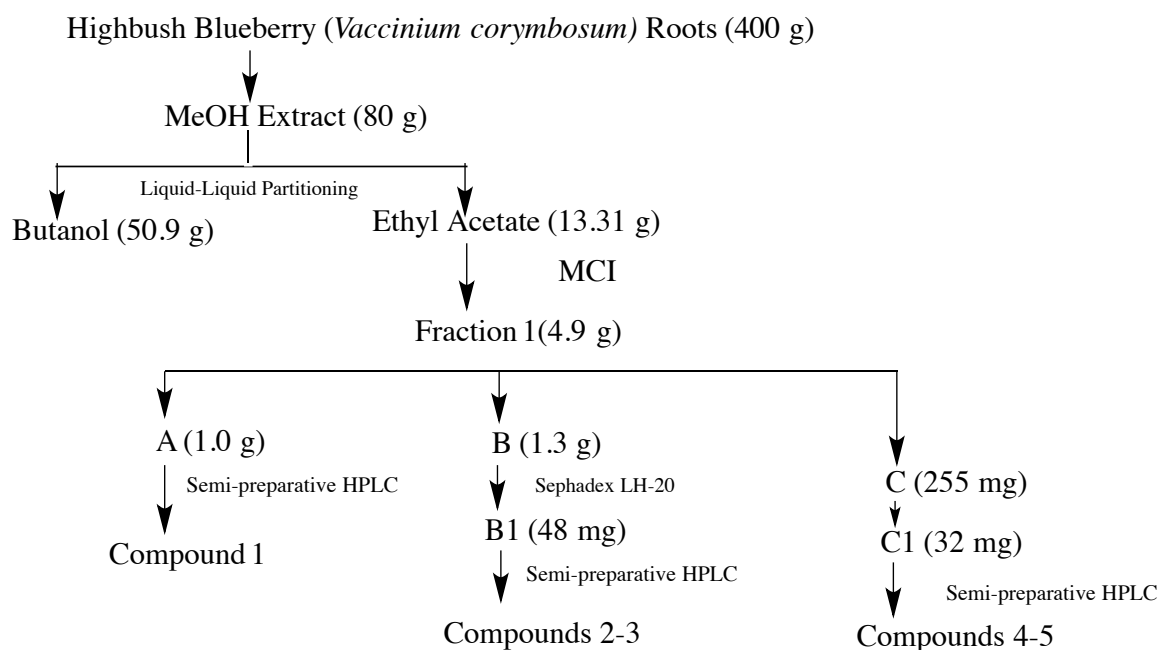 Highbush Blueberry (Vaccinium corymbosum) Roots (400 g)
MeOH Extract (80 g)
Liquid-Liquid Partitioning
Butanol (50.9 g)
Ethyl Acetate (13.31 g)
MCI
Fraction 1(4.9 g)
A (1.0 g)
B (1.3 g)
C (255 mg)
Semi-preparative HPLC
Sephadex LH-20
B1 (48 mg)
C1 (32 mg)
Compound 1
Semi-preparative HPLC
Semi-preparative HPLC
Compounds 2-3
Compounds 4-5